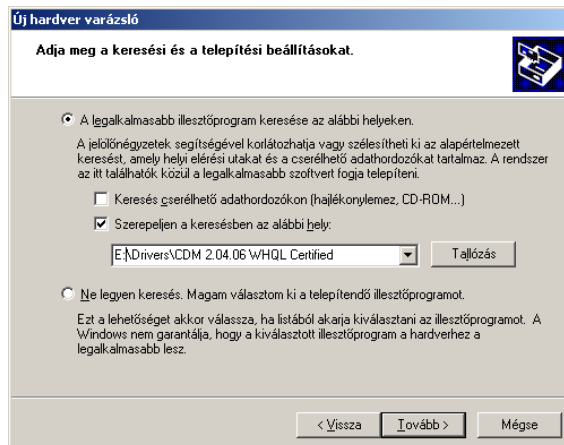 Új hardver varázsló
Adja meg a keresési és a telepítési beállításokat.
A legalkalmasabb illesztőprogram keresése az alábbi helyeken.
A jelölőnégyzetek segítségével korlátozhatja vagy szélesítheti ki az alapértelmezett
keresést, amely helyi elérési utakat és a cserélhető adathordozókat tartalmaz. A rendszer
az itt találhatók közül a legalkalmasabb szoftvert fogja telepíteni.
Keresés cserélhető adathordozókon (hajlékonylemez, CD-ROM...)
Szerepeljen a keresésben az alábbi hely:
E:\Drivers\CDM 2.04.06 WHQL Certified
Tallózás
Ne legyen keresés. Magam választom ki a telepítendő illesztőprogramot.
Ezt a lehetőséget akkor válassza, ha listából akarja kiválasztani az illesztőprogramot. A
Windows nem garantálja, hogy a kiválasztott illesztőprogram a hardverhez a
legalkalmasabb lesz.
< Vissza Tovább > Mégse